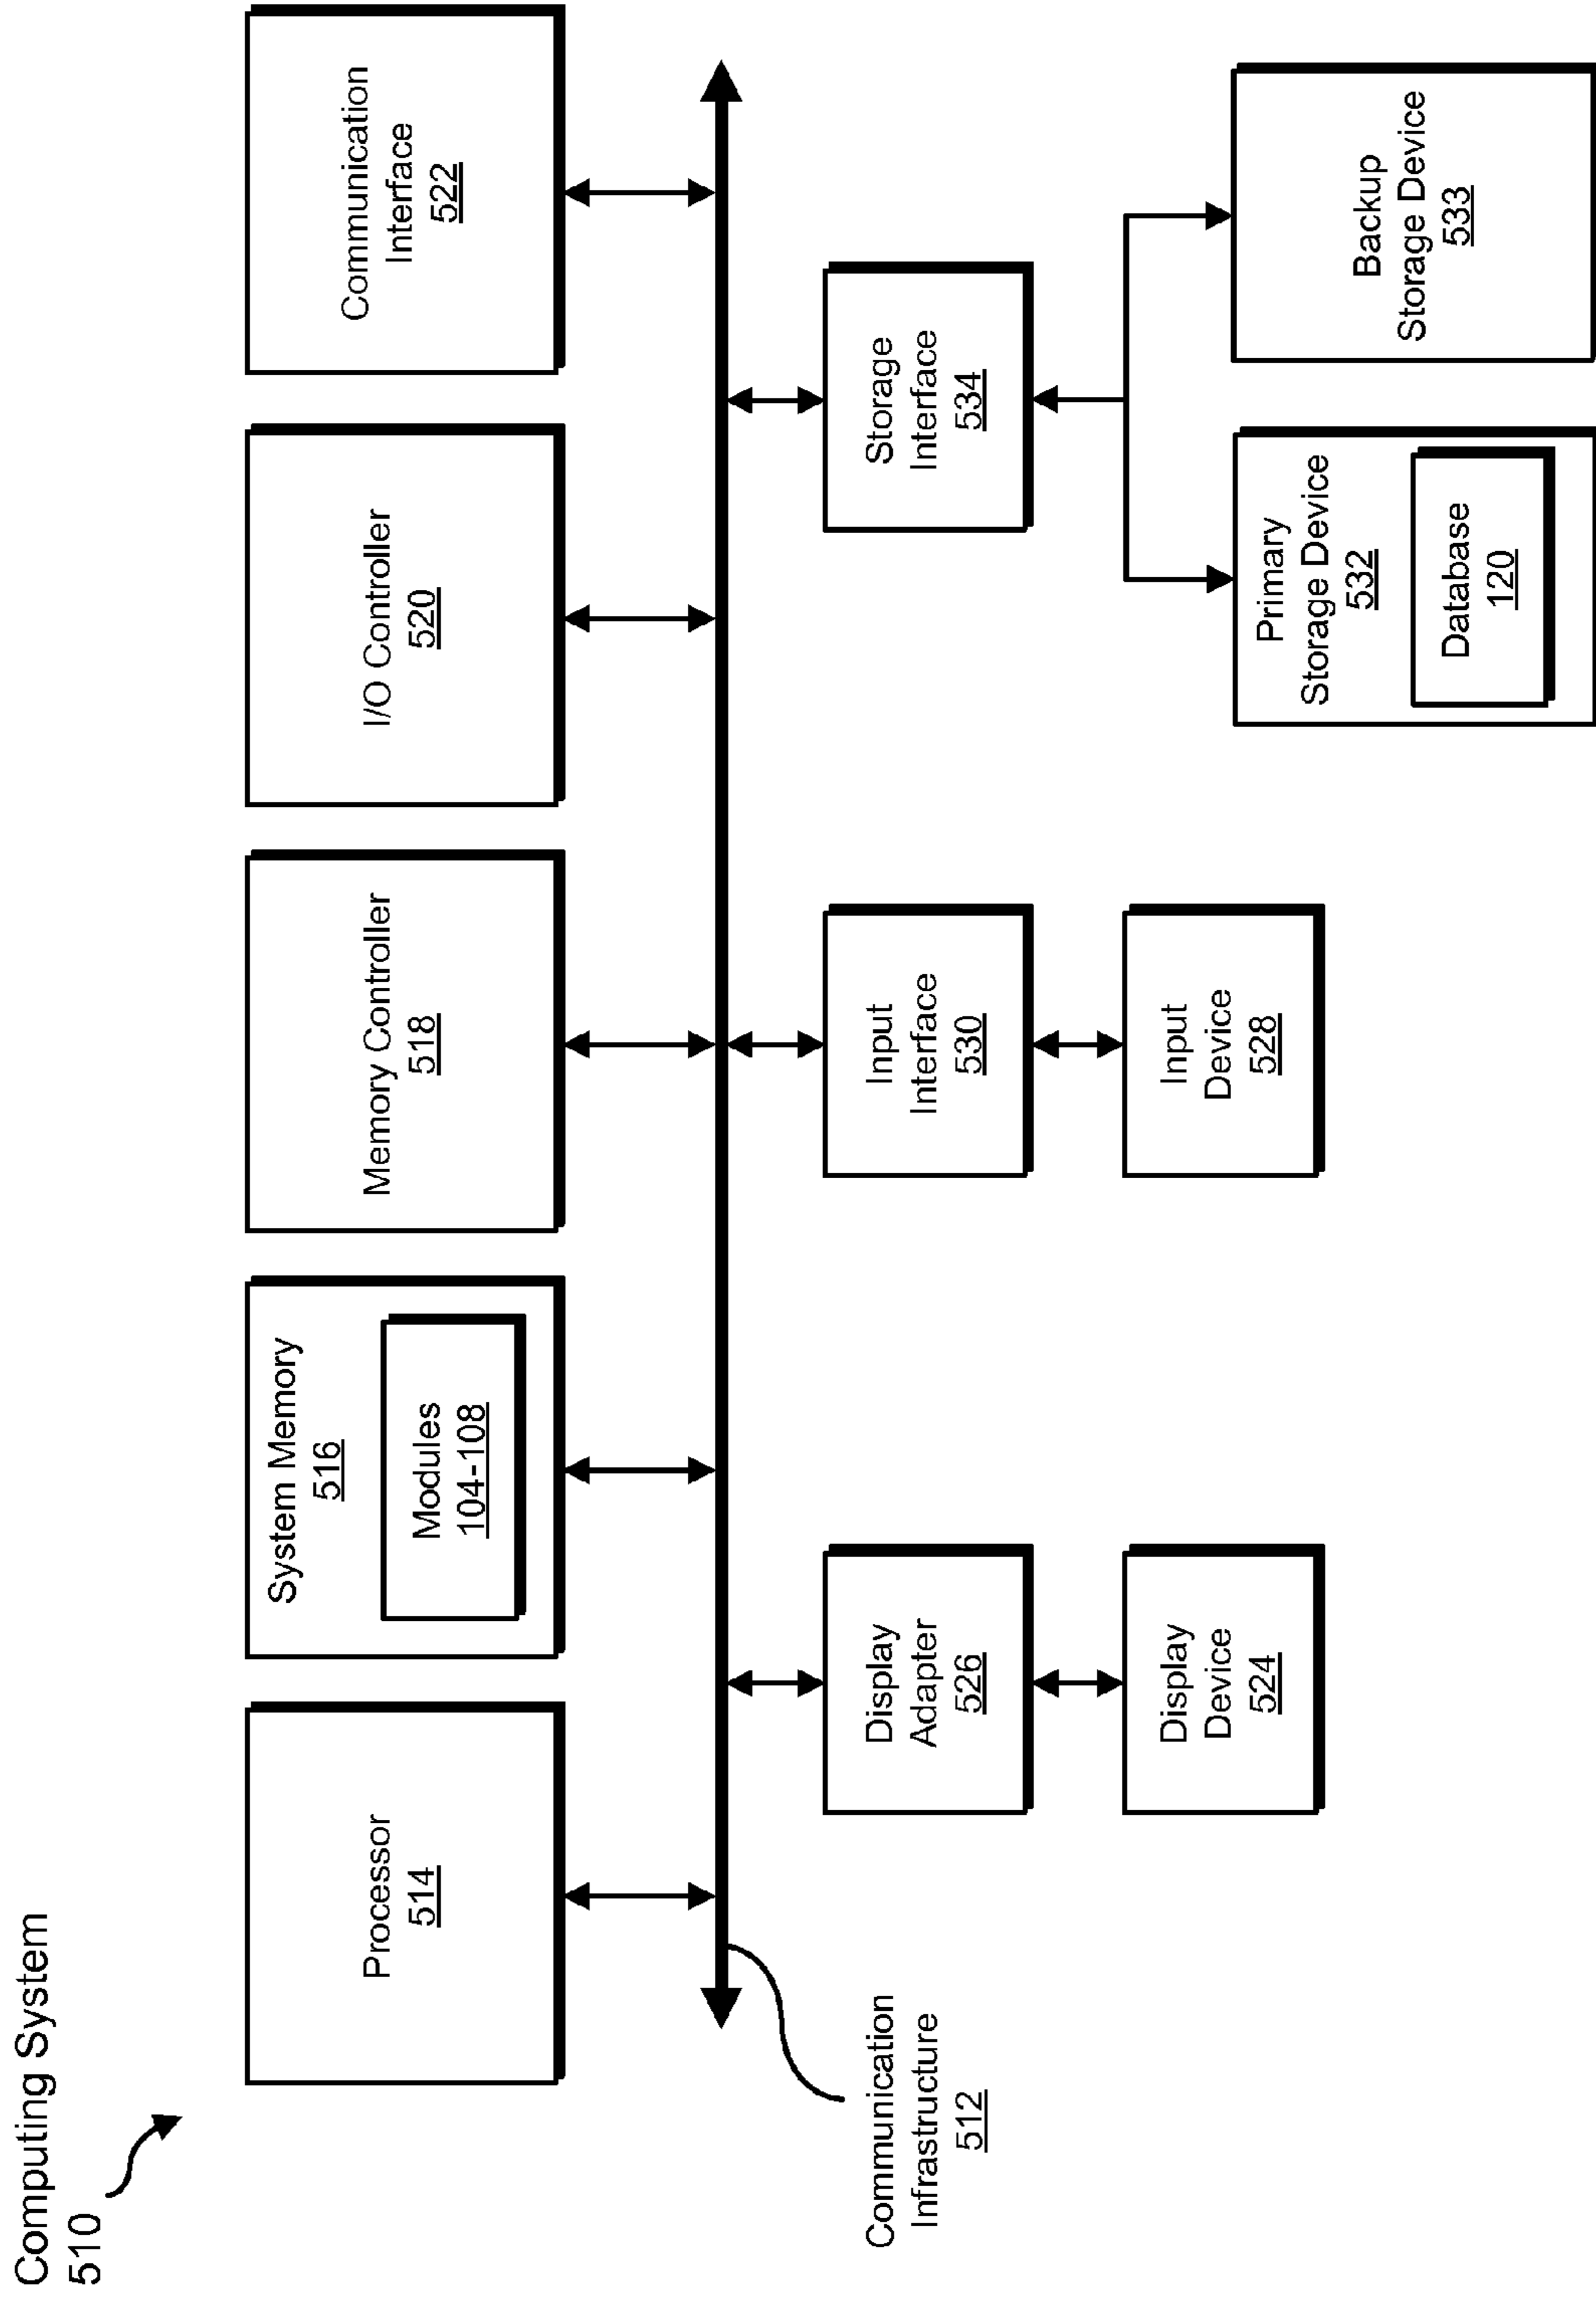 Computing System
510
Processor
514
System Memory
516
Modules
104-108
Memory Controller
518
I/O Controller
520
Communication
Interface
522
Communication
Infrastructure
512
Display
Adapter
526
Input
Interface
530
Storage
Interface
534
Display
Device
524
Input
Device
528
Primary
Storage Device
532
Database
120
Backup
Storage Device
533